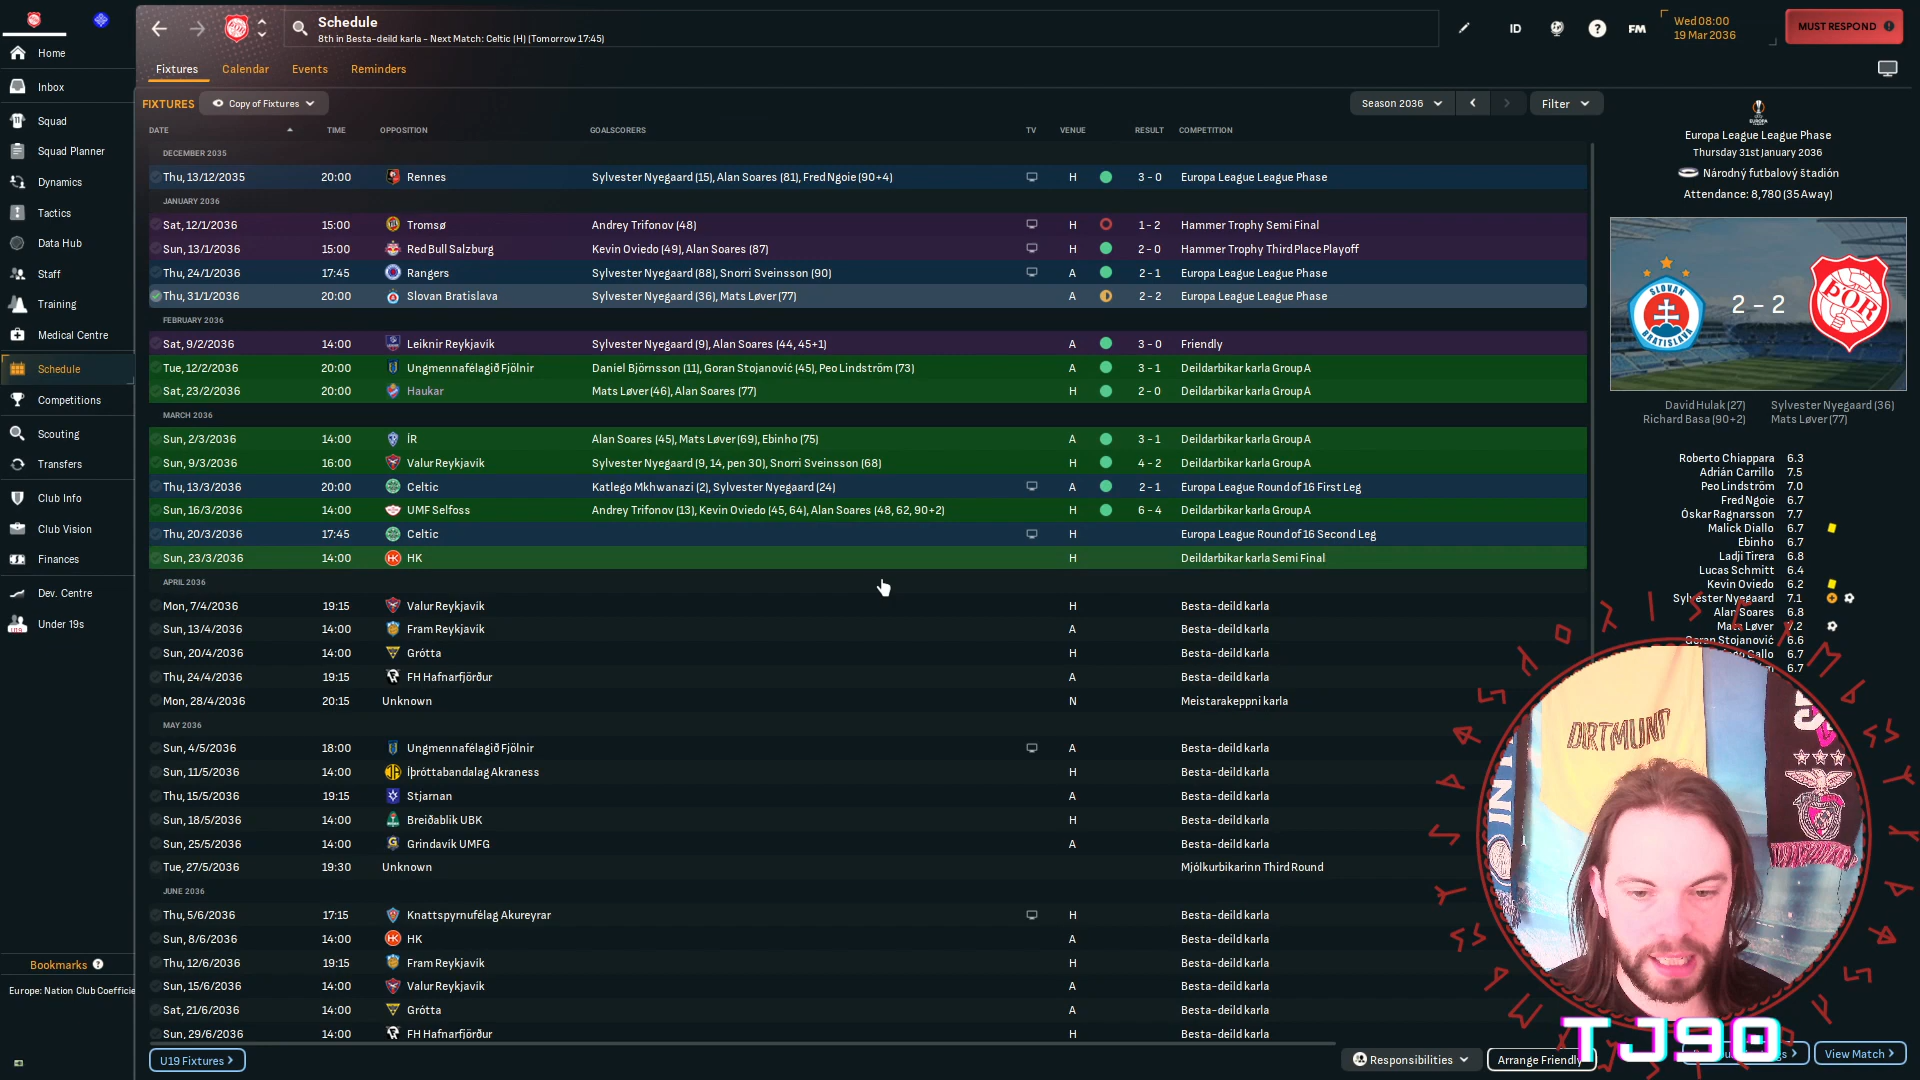 Schedule
8th in Besta-deild karla - Next Match: Celtic (H) (Tomorrow 17:45)
ID
FM
Wed 08:00
19 Mar 2036
MUST RESPOND
Home
Inbox
Squad
Squad Planner
Dynamics
Tactics
Data Hub
Staff
Training
Medical Centre
Schedule
Competitions
Scouting
Transfers
Club Info
Club Vision
Finances
Dev. Centre
Under 19s
Bookmarks
Europe: Nation Club Coefficie
Fixtures Calendar Events Reminders
FIXTURES Copy of Fixtures
Season 2036 Filter
DATE TIME OPPOSITION GOALSCORERS TV VENUE RESULT COMPETITION
DECEMBER 2035
Thu, 13/12/2035 20:00 Rennes Sylvester Nyegaard (15), Alan Soares (81), Fred Ngoie (90+4) H 3 - 0 Europa League League Phase
JANUARY 2036
Sat, 12/1/2036 15:00 Tromsø Andrey Trifonov (48) H 1 - 2 Hammer Trophy Semi Final
Sun, 13/1/2036 15:00 Red Bull Salzburg Kevin Oviedo (49), Alan Soares (87) H 2 - 0 Hammer Trophy Third Place Playoff
Thu, 24/1/2036 17:45 Rangers Sylvester Nyegaard (88), Snorri Sveinsson (90) A 2 - 1 Europa League League Phase
Thu, 31/1/2036 20:00 Slovan Bratislava Sylvester Nyegaard (36), Mats Løver (77) A 2 - 2 Europa League League Phase
FEBRUARY 2036
Sat, 9/2/2036 14:00 Leiknir Reykjavík Sylvester Nyegaard (9), Alan Soares (44, 45+1) A 3 - 0 Friendly
Tue, 12/2/2036 20:00 Ungmennafélagið Fjölnir Daníel Björnsson (11), Goran Stojanović (45), Peo Lindström (73) A 3 - 1 Deildarbikar karla Group A
Sat, 23/2/2036 20:00 Haukar Mats Løver (46), Alan Soares (77) H 2 - 0 Deildarbikar karla Group A
MARCH 2036
Sun, 2/3/2036 14:00 ÍR Alan Soares (45), Mats Løver (69), Ebinho (75) A 3 - 1 Deildarbikar karla Group A
Sun, 9/3/2036 16:00 Valur Reykjavík Sylvester Nyegaard (9, 14, pen 30), Snorri Sveinsson (68) H 4 - 2 Deildarbikar karla Group A
Thu, 13/3/2036 20:00 Celtic Katlego Mkhwanazi (2), Sylvester Nyegaard (24) A 2 - 1 Europa League Round of 16 First Leg
Sun, 16/3/2036 14:00 UMF Selfoss Andrey Trifonov (13), Kevin Oviedo (45, 64), Alan Soares (48, 62, 90+2) H 6 - 4 Deildarbikar karla Group A
Thu, 20/3/2036 17:45 Celtic H Europa League Round of 16 Second Leg
Sun, 23/3/2036 14:00 HK H Deildarbikar karla Semi Final
APRIL 2036
Mon, 7/4/2036 19:15 Valur Reykjavík H Besta-deild karla
Sun, 13/4/2036 14:00 Fram Reykjavík A Besta-deild karla
Sun, 20/4/2036 14:00 Grótta H Besta-deild karla
Thu, 24/4/2036 19:15 FH Hafnarfjörður A Besta-deild karla
Mon, 28/4/2036 20:15 Unknown N Meistarakeppni karla
MAY 2036
Sun, 4/5/2036 18:00 Ungmennafélagið Fjölnir A Besta-deild karla
Sun, 11/5/2036 14:00 Íþróttabandalag Akraness H Besta-deild karla
Thu, 15/5/2036 19:15 Stjarnan A Besta-deild karla
Sun, 18/5/2036 14:00 Breiðablik UBK H Besta-deild karla
Sun, 25/5/2036 14:00 Grindavík UMFG A Besta-deild karla
Tue, 27/5/2036 19:30 Unknown Mjólkurbikarinn Third Round
JUNE 2036
Thu, 5/6/2036 17:15 Knattspyrnufélag Akureyrar H Besta-deild karla
Sun, 8/6/2036 14:00 HK A Besta-deild karla
Thu, 12/6/2036 19:15 Fram Reykjavík H Besta-deild karla
Sun, 15/6/2036 14:00 Valur Reykjavík A Besta-deild karla
Sat, 21/6/2036 14:00 Grótta A Besta-deild karla
Sun, 29/6/2036 14:00 FH Hafnarfjörður H Besta-deild karla
U19 Fixtures
Responsibilities
Arrange Friendly
View Match
Europa League League Phase
Thursday 31st January 2036
Národný futbalový štadión
Attendance: 8,780 (35 Away)
SLOVAN
BRATISLAVA
2 - 2
ÞÓR
David Hulak (27) Sylvester Nyegaard (36)
Richard Basa (90+2) Mats Løver (77)
Roberto Chiappara 6.3
Adrián Carrillo 7.5
Peo Lindström 7.0
Fred Ngoie 6.7
Óskar Ragnarsson 7.7
Malick Diallo 6.7
Ebinho 6.7
Ladji Tirera 6.8
Lucas Schmitt 6.4
Kevin Oviedo 6.2
Sylvester Nyegaard 7.1
Alan Soares 6.8
Mats Løver 7.2
Goran Stojanović 6.6
Gallo 6.7
6.7
TJ90